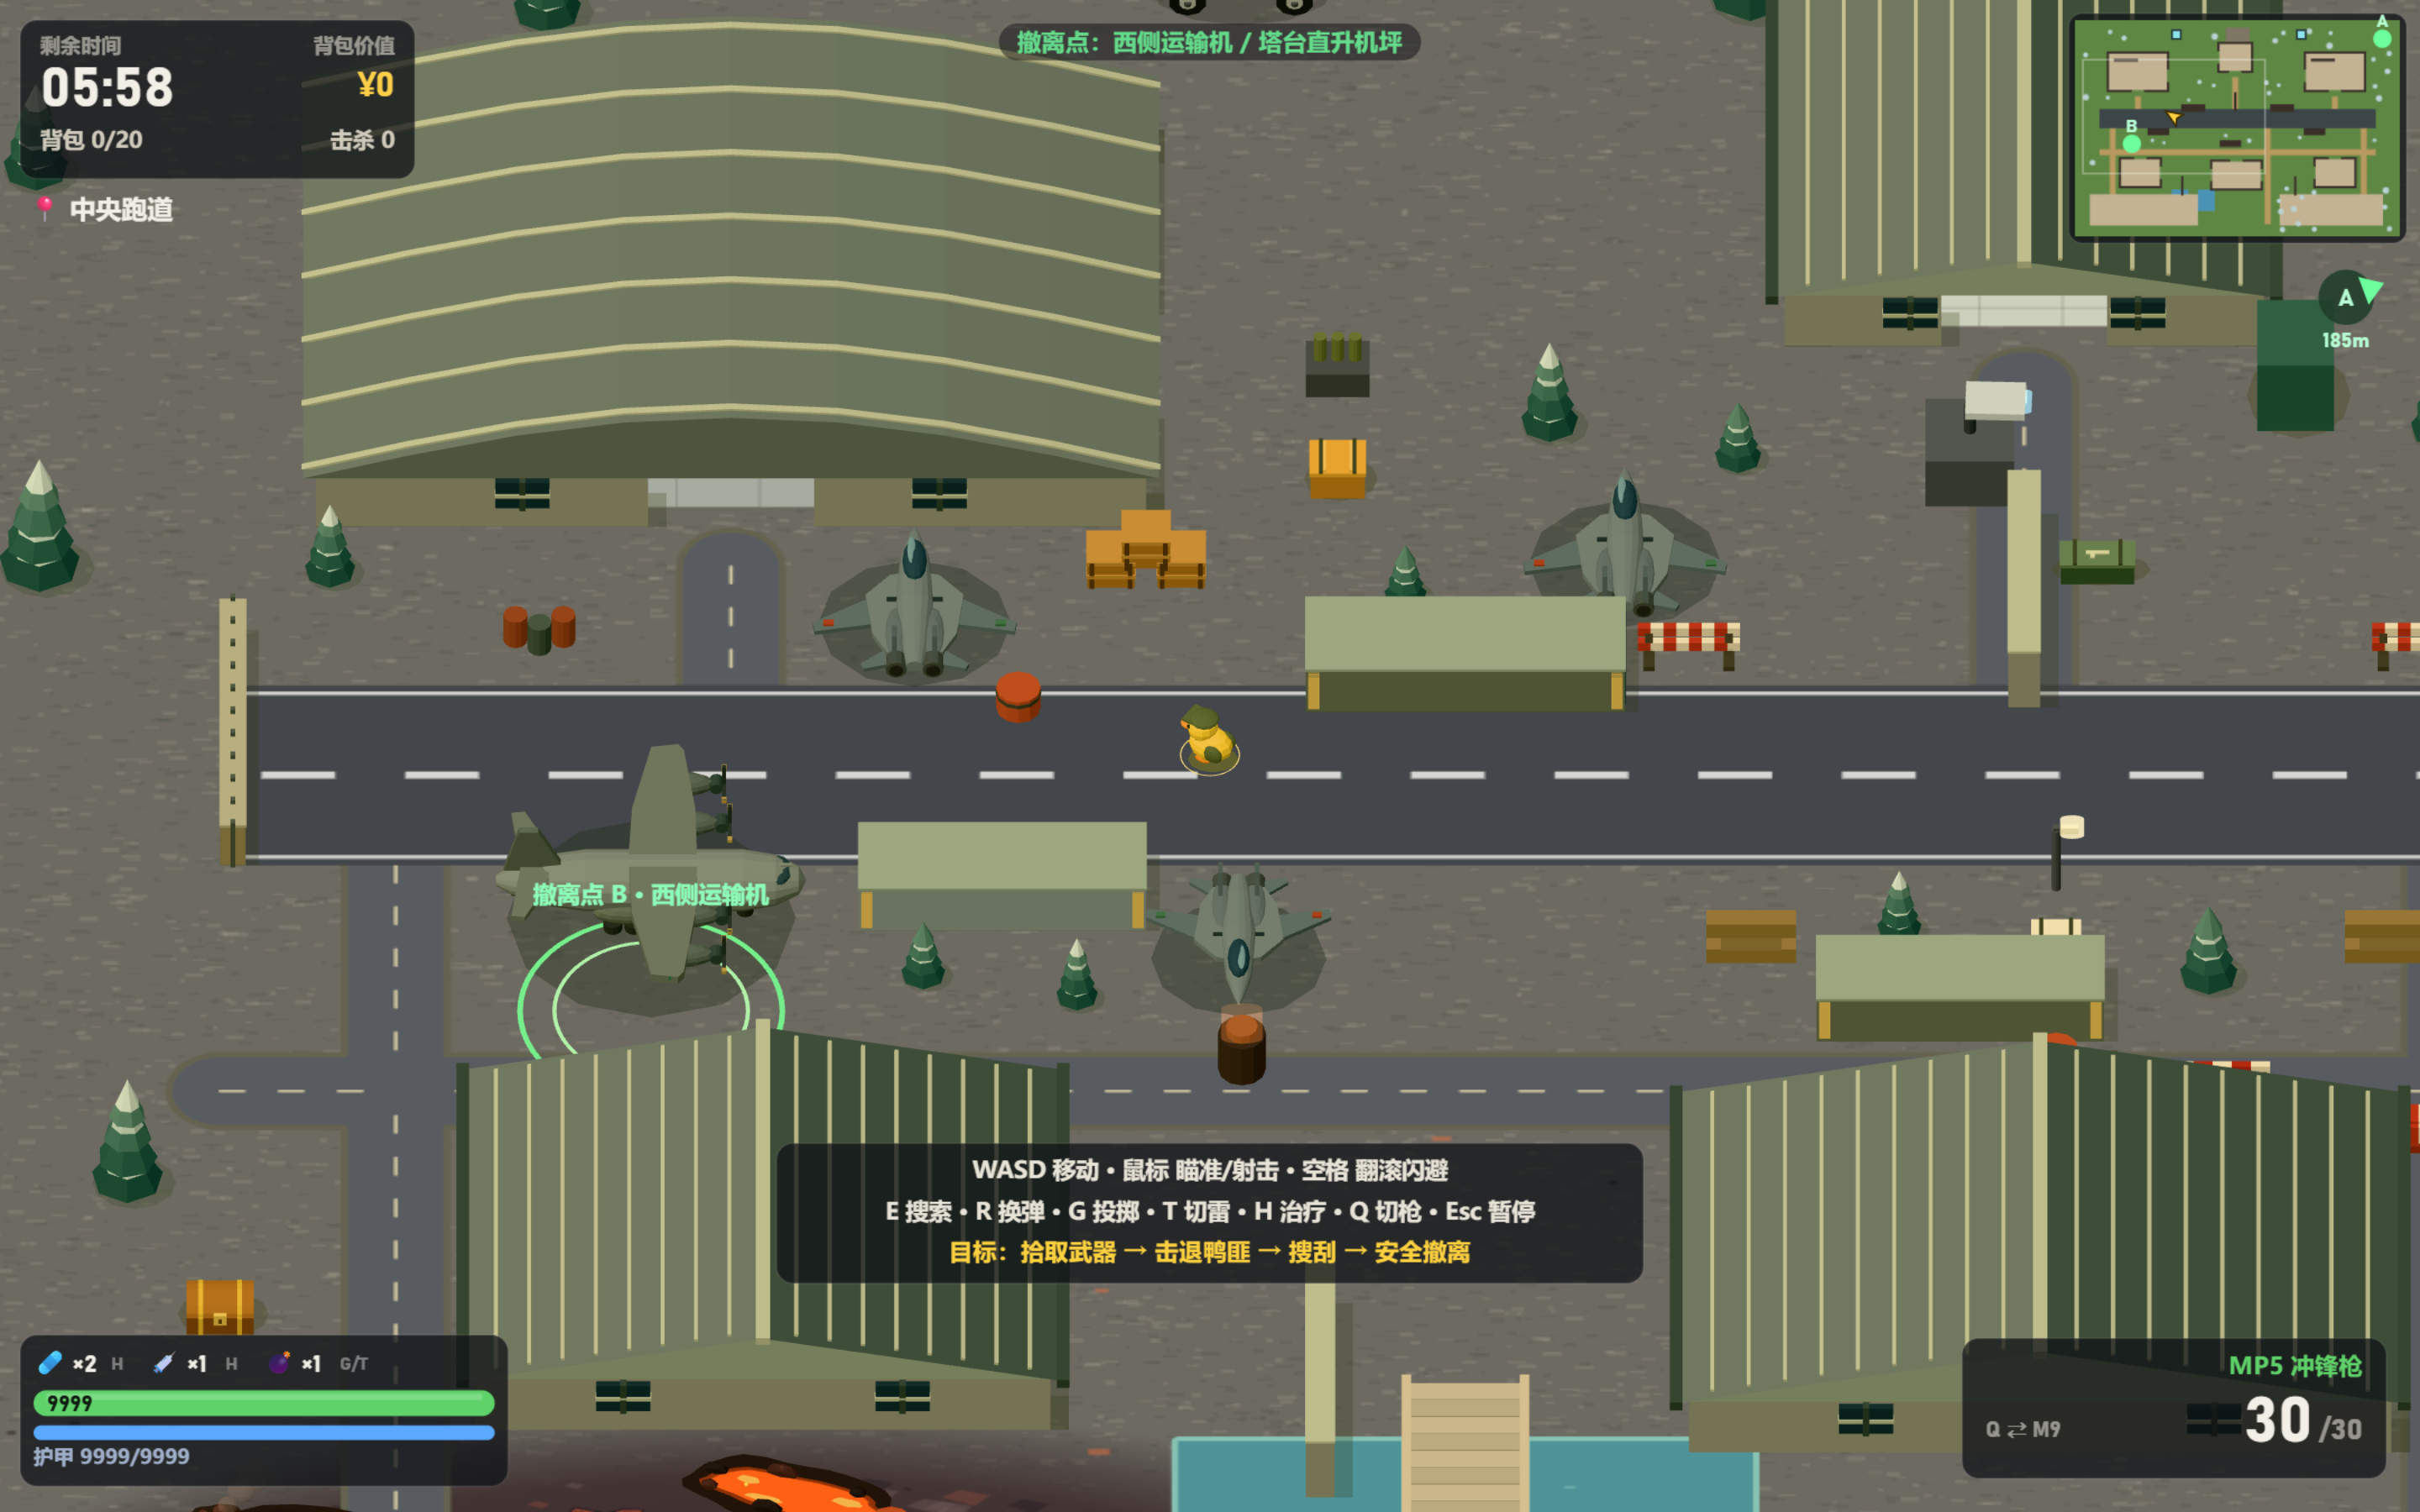 剩余时间 背包价值
05:58 ¥0
背包 0/20 击杀 0
中央跑道
撤离点：西侧运输机 / 塔台直升机坪
A
B
A
185m
撤离点 B · 西侧运输机
WASD 移动 · 鼠标 瞄准/射击 · 空格 翻滚闪避
E 搜索 · R 换弹 · G 投掷 · T 切雷 · H 治疗 · Q 切枪 · Esc 暂停
目标：拾取武器 → 击退鸭匪 → 搜刮 → 安全撤离
×2 H ×1 H ×1 G/T
9999
护甲 9999/9999
MP5 冲锋枪
Q ⇄ M9 30 /30